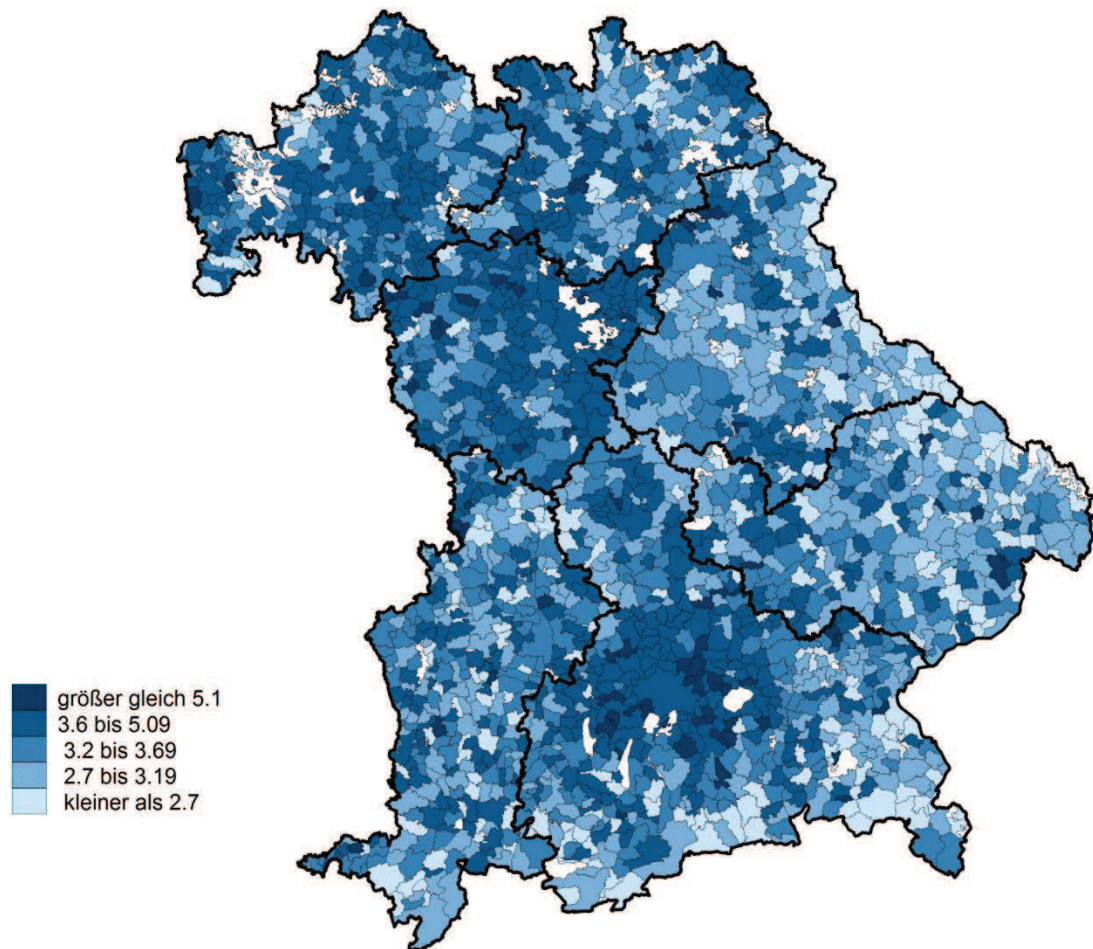 größer gleich 5.1
3.6 bis 5.09
3.2 bis 3.69
2.7 bis 3.19
kleiner als 2.7